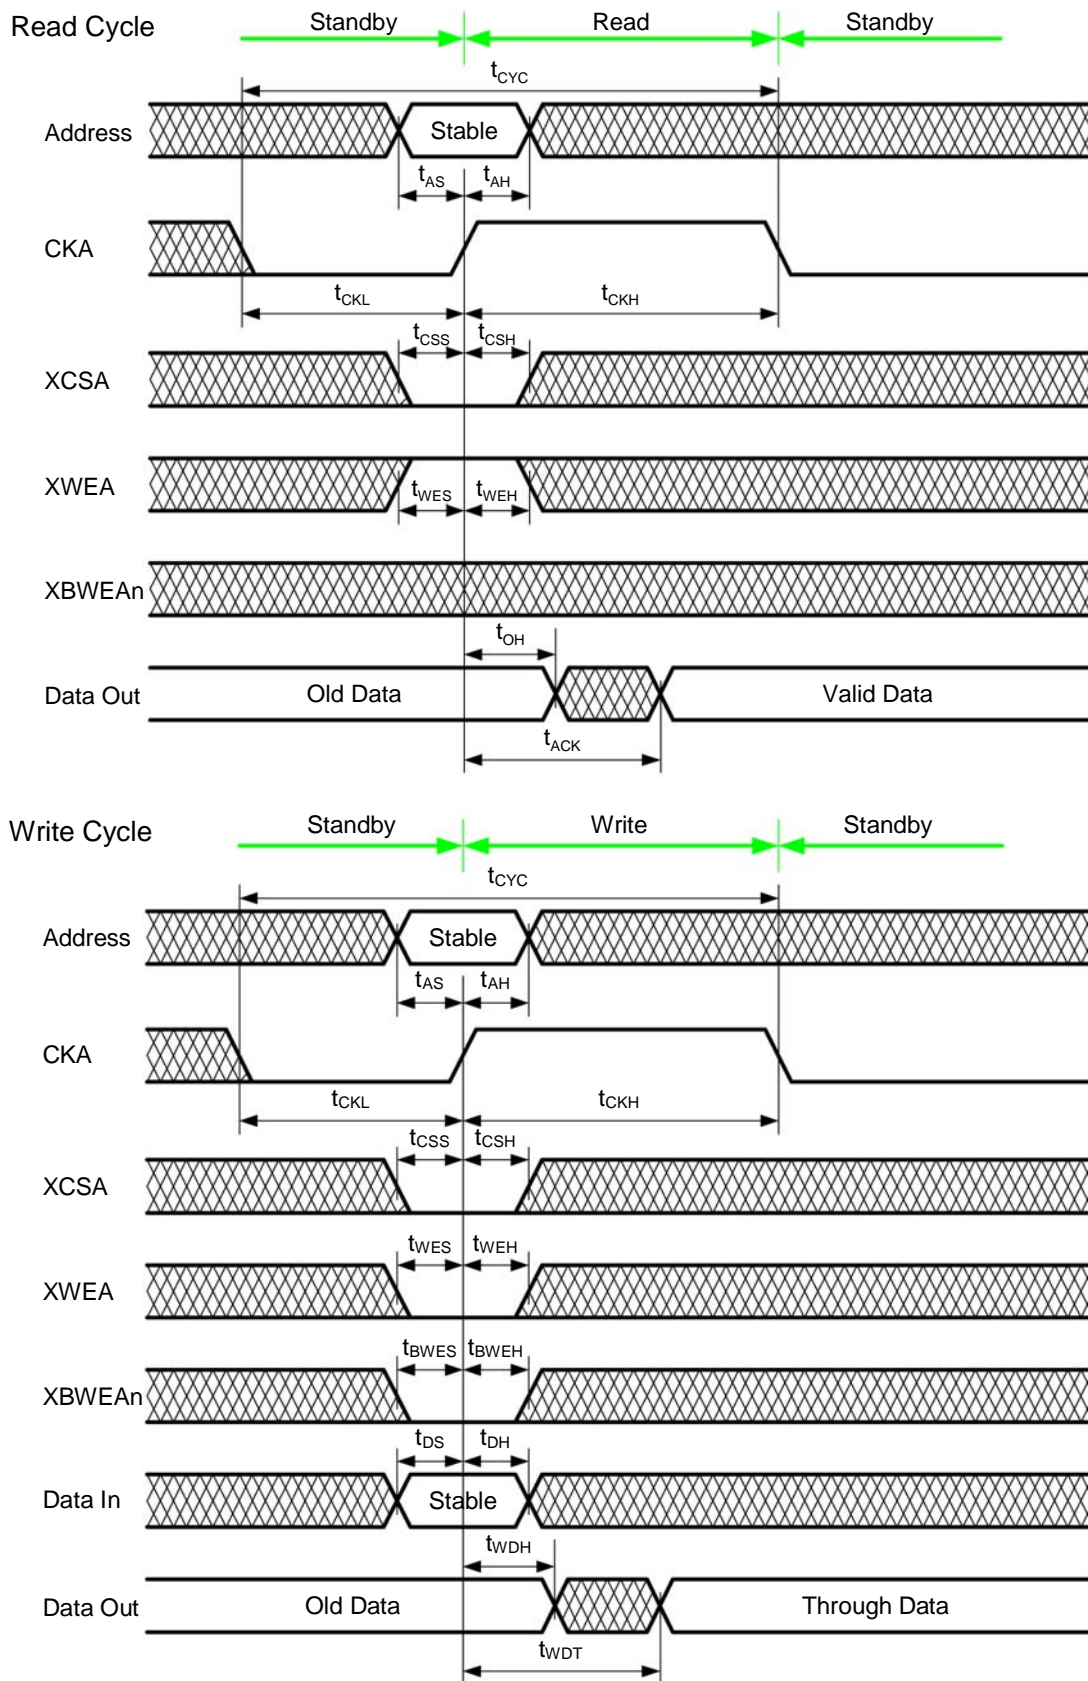 Read Cycle
Standby Read Standby
tCYC
Address Stable
tAS tAH
CKA
tCKL tCKH
tCSS tCSH
XCSA
XWEA
tWES tWEH
XBWEAn
tOH
Data Out Old Data Valid Data
tACK
Write Cycle
Standby Write Standby
tCYC
Address Stable
tAS tAH
CKA
tCKL tCKH
tCSS tCSH
XCSA
tWES tWEH
XWEA
tBWES tBWEH
XBWEAn
tDS tDH
Data In Stable
tWDH
Data Out Old Data Through Data
tWDT